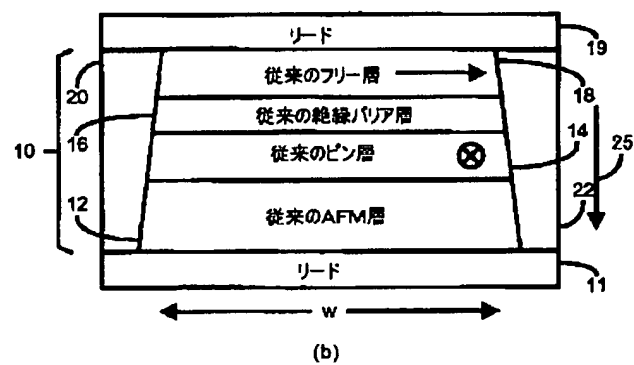 リード
19
20
従来のフリー層
18
10
16
従来の絶縁バリア層
14
25
従来のピン層
12
22
従来のAFM層
リード
11
W
(b)